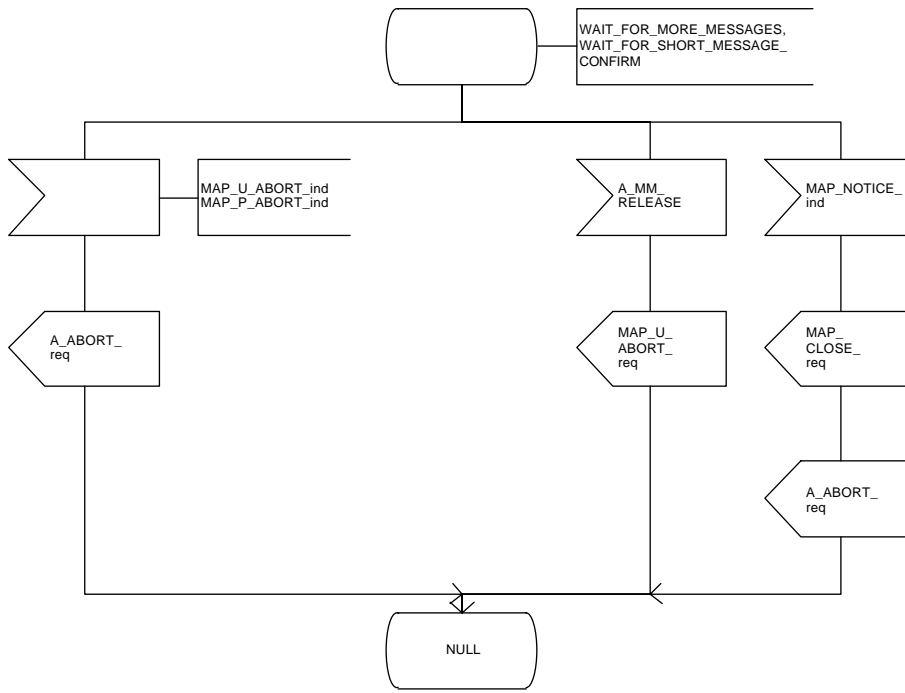 WAIT_FOR_MORE_MESSAGES,
WAIT_FOR_SHORT_MESSAGE_
CONFIRM
MAP_U_ABORT_ind
MAP_P_ABORT_ind
A_MM_
RELEASE
MAP_NOTICE_
ind
A_ABORT_
req
MAP_U_
ABORT_
req
MAP_
CLOSE_
req
A_ABORT_
req
NULL